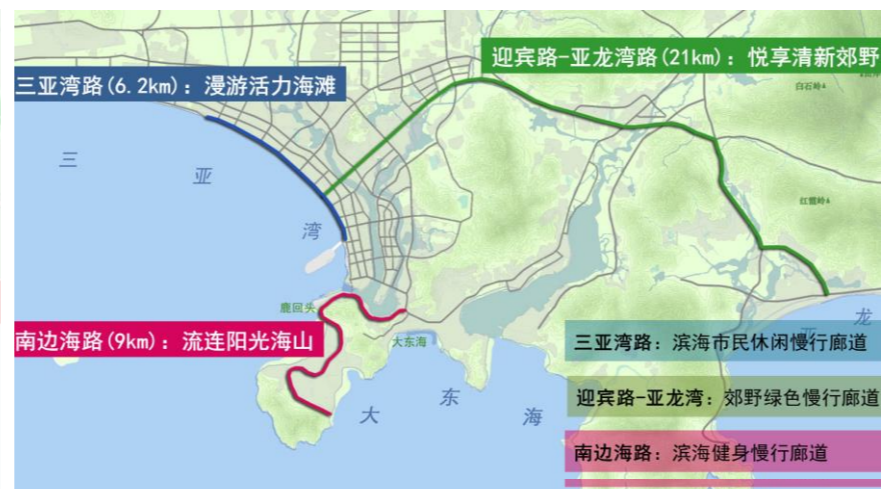 迎宾路-亚龙湾路(21km)：悦享清新郊野
三亚湾路(6.2km)：漫游活力海滩
白石岭
三
亚
湾
红霞岭
鹿回头
龙
南边海路(9km)：流连阳光海山
大东海
亚
三亚湾路：滨海市民休闲慢行廊道
大
东
海
迎宾路-亚龙湾：郊野绿色慢行廊道
南边海路：滨海健身慢行廊道